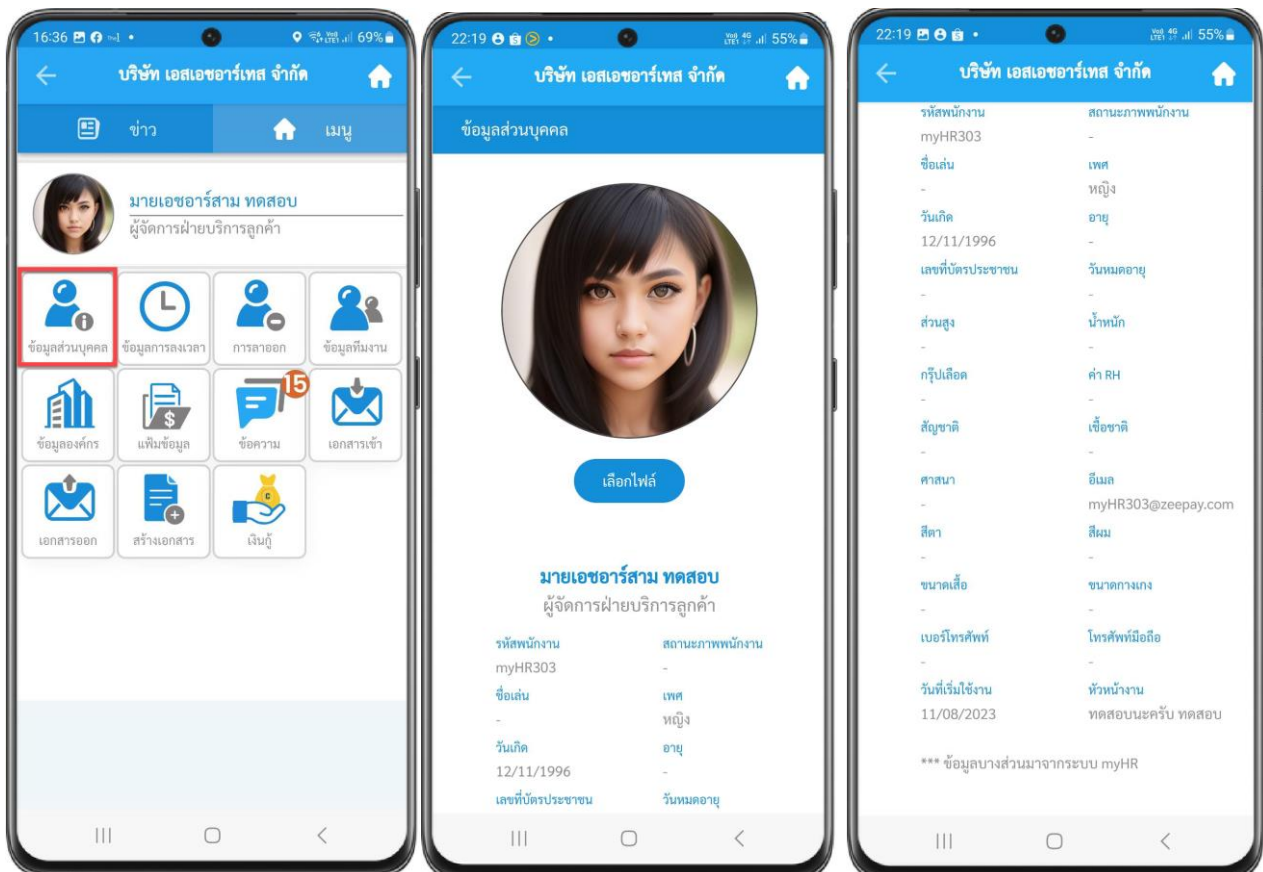 16:36
69%
บริษัท เอสเอชอาร์เทส จำกัด
ข่าว
เมนู
มายเอชอาร์สาม ทดสอบ
ผู้จัดการฝ่ายบริการลูกค้า
ข้อมูลส่วนบุคคล
ข้อมูลการลงเวลา
การลาออก
ข้อมูลทีมงาน
15
ข้อมูลองค์กร
แฟ้มข้อมูล
ข้อความ
เอกสารเข้า
เอกสารออก
สร้างเอกสาร
เงินกู้
22:19
55%
บริษัท เอสเอชอาร์เทส จำกัด
ข้อมูลส่วนบุคคล
เลือกไฟล์
มายเอชอาร์สาม ทดสอบ
ผู้จัดการฝ่ายบริการลูกค้า
รหัสพนักงาน สถานะภาพพนักงาน
myHR303 -
ชื่อเล่น เพศ
- หญิง
วันเกิด อายุ
12/11/1996 -
เลขที่บัตรประชาชน วันหมดอายุ
22:19
55%
บริษัท เอสเอชอาร์เทส จำกัด
รหัสพนักงาน สถานะภาพพนักงาน
myHR303 -
ชื่อเล่น เพศ
- หญิง
วันเกิด อายุ
12/11/1996 -
เลขที่บัตรประชาชน วันหมดอายุ
- -
ส่วนสูง น้ำหนัก
- -
กรุ๊ปเลือด ค่า RH
- -
สัญชาติ เชื้อชาติ
- -
ศาสนา อีเมล
- myHR303@zeepay.com
สีตา สีผม
- -
ขนาดเสื้อ ขนาดกางเกง
- -
เบอร์โทรศัพท์ โทรศัพท์มือถือ
- -
วันที่เริ่มใช้งาน หัวหน้างาน
11/08/2023 ทดสอบนะครับ ทดสอบ
*** ข้อมูลบางส่วนมาจากระบบ myHR